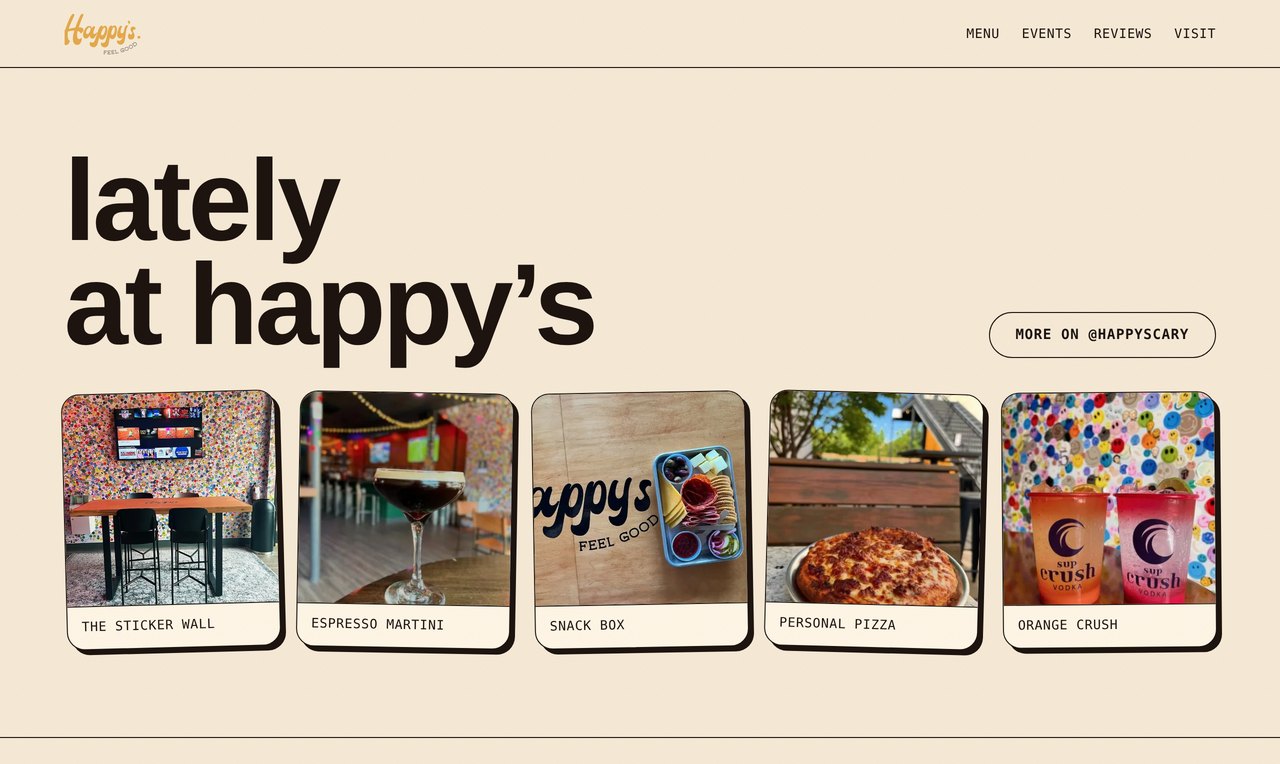 Happy's.
FEEL GOOD
MENU EVENTS REVIEWS VISIT
lately
at happy’s
MORE ON @HAPPYSCARY
appy's
FEEL GOOD
sup
crush
VODKA
sup
crush
VODKA
THE STICKER WALL
ESPRESSO MARTINI
SNACK BOX
PERSONAL PIZZA
ORANGE CRUSH